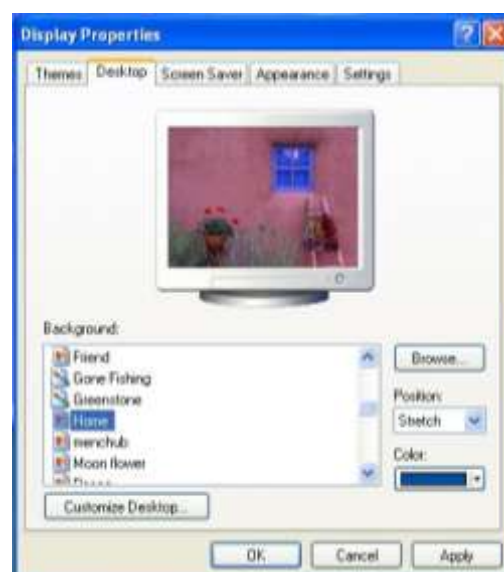 Display Properties
Themes Desktop Screen Saver Appearance Settings
Background:
Friend
Gone Fishing
Greenstone
Home
menchub
Moon flower
Browse...
Position:
Stretch
Color:
Customize Desktop...
OK Cancel Apply